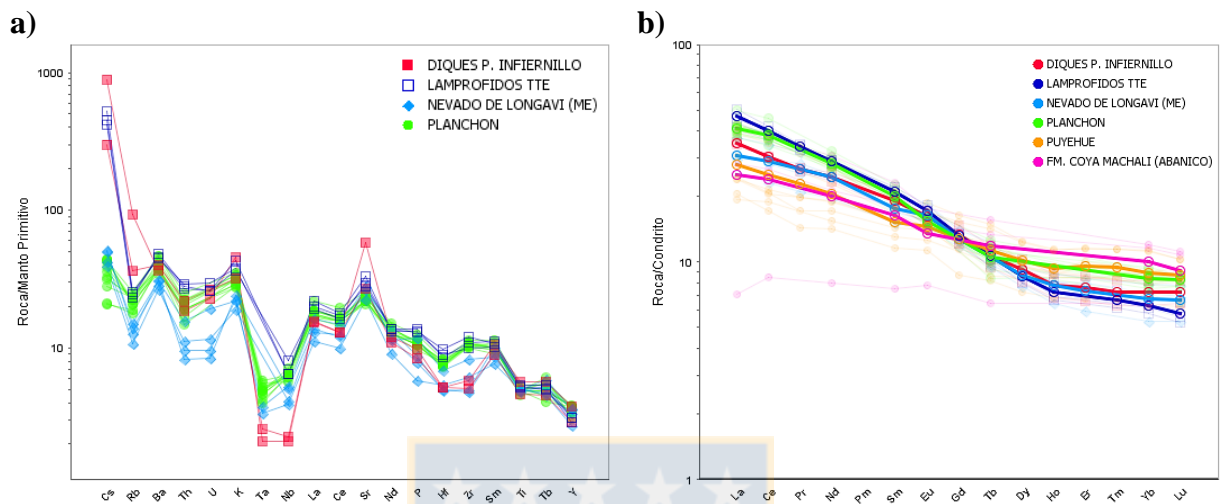 a)
b)
1000
100
10
Roca/Manto Primitivo
DIQUES P. INFIERNILLO
LAMPROFIDOS TTE
NEVADO DE LONGAVI (ME)
PLANCHON
Cs Rb Ba Th U K Ta Nb La Ce Sr Nd P Hf Zr Sm Ti Tb Y
100
10
1
Roca/Condrito
DIQUES P. INFIERNILLO
LAMPROFIDOS TTE
NEVADO DE LONGAVI (ME)
PLANCHON
PUYEHUE
FM. COYA MACHALI (ABANICO)
La Ce Pr Nd Pm Sm Eu Gd Tb Dy Ho Er Tm Yb Lu